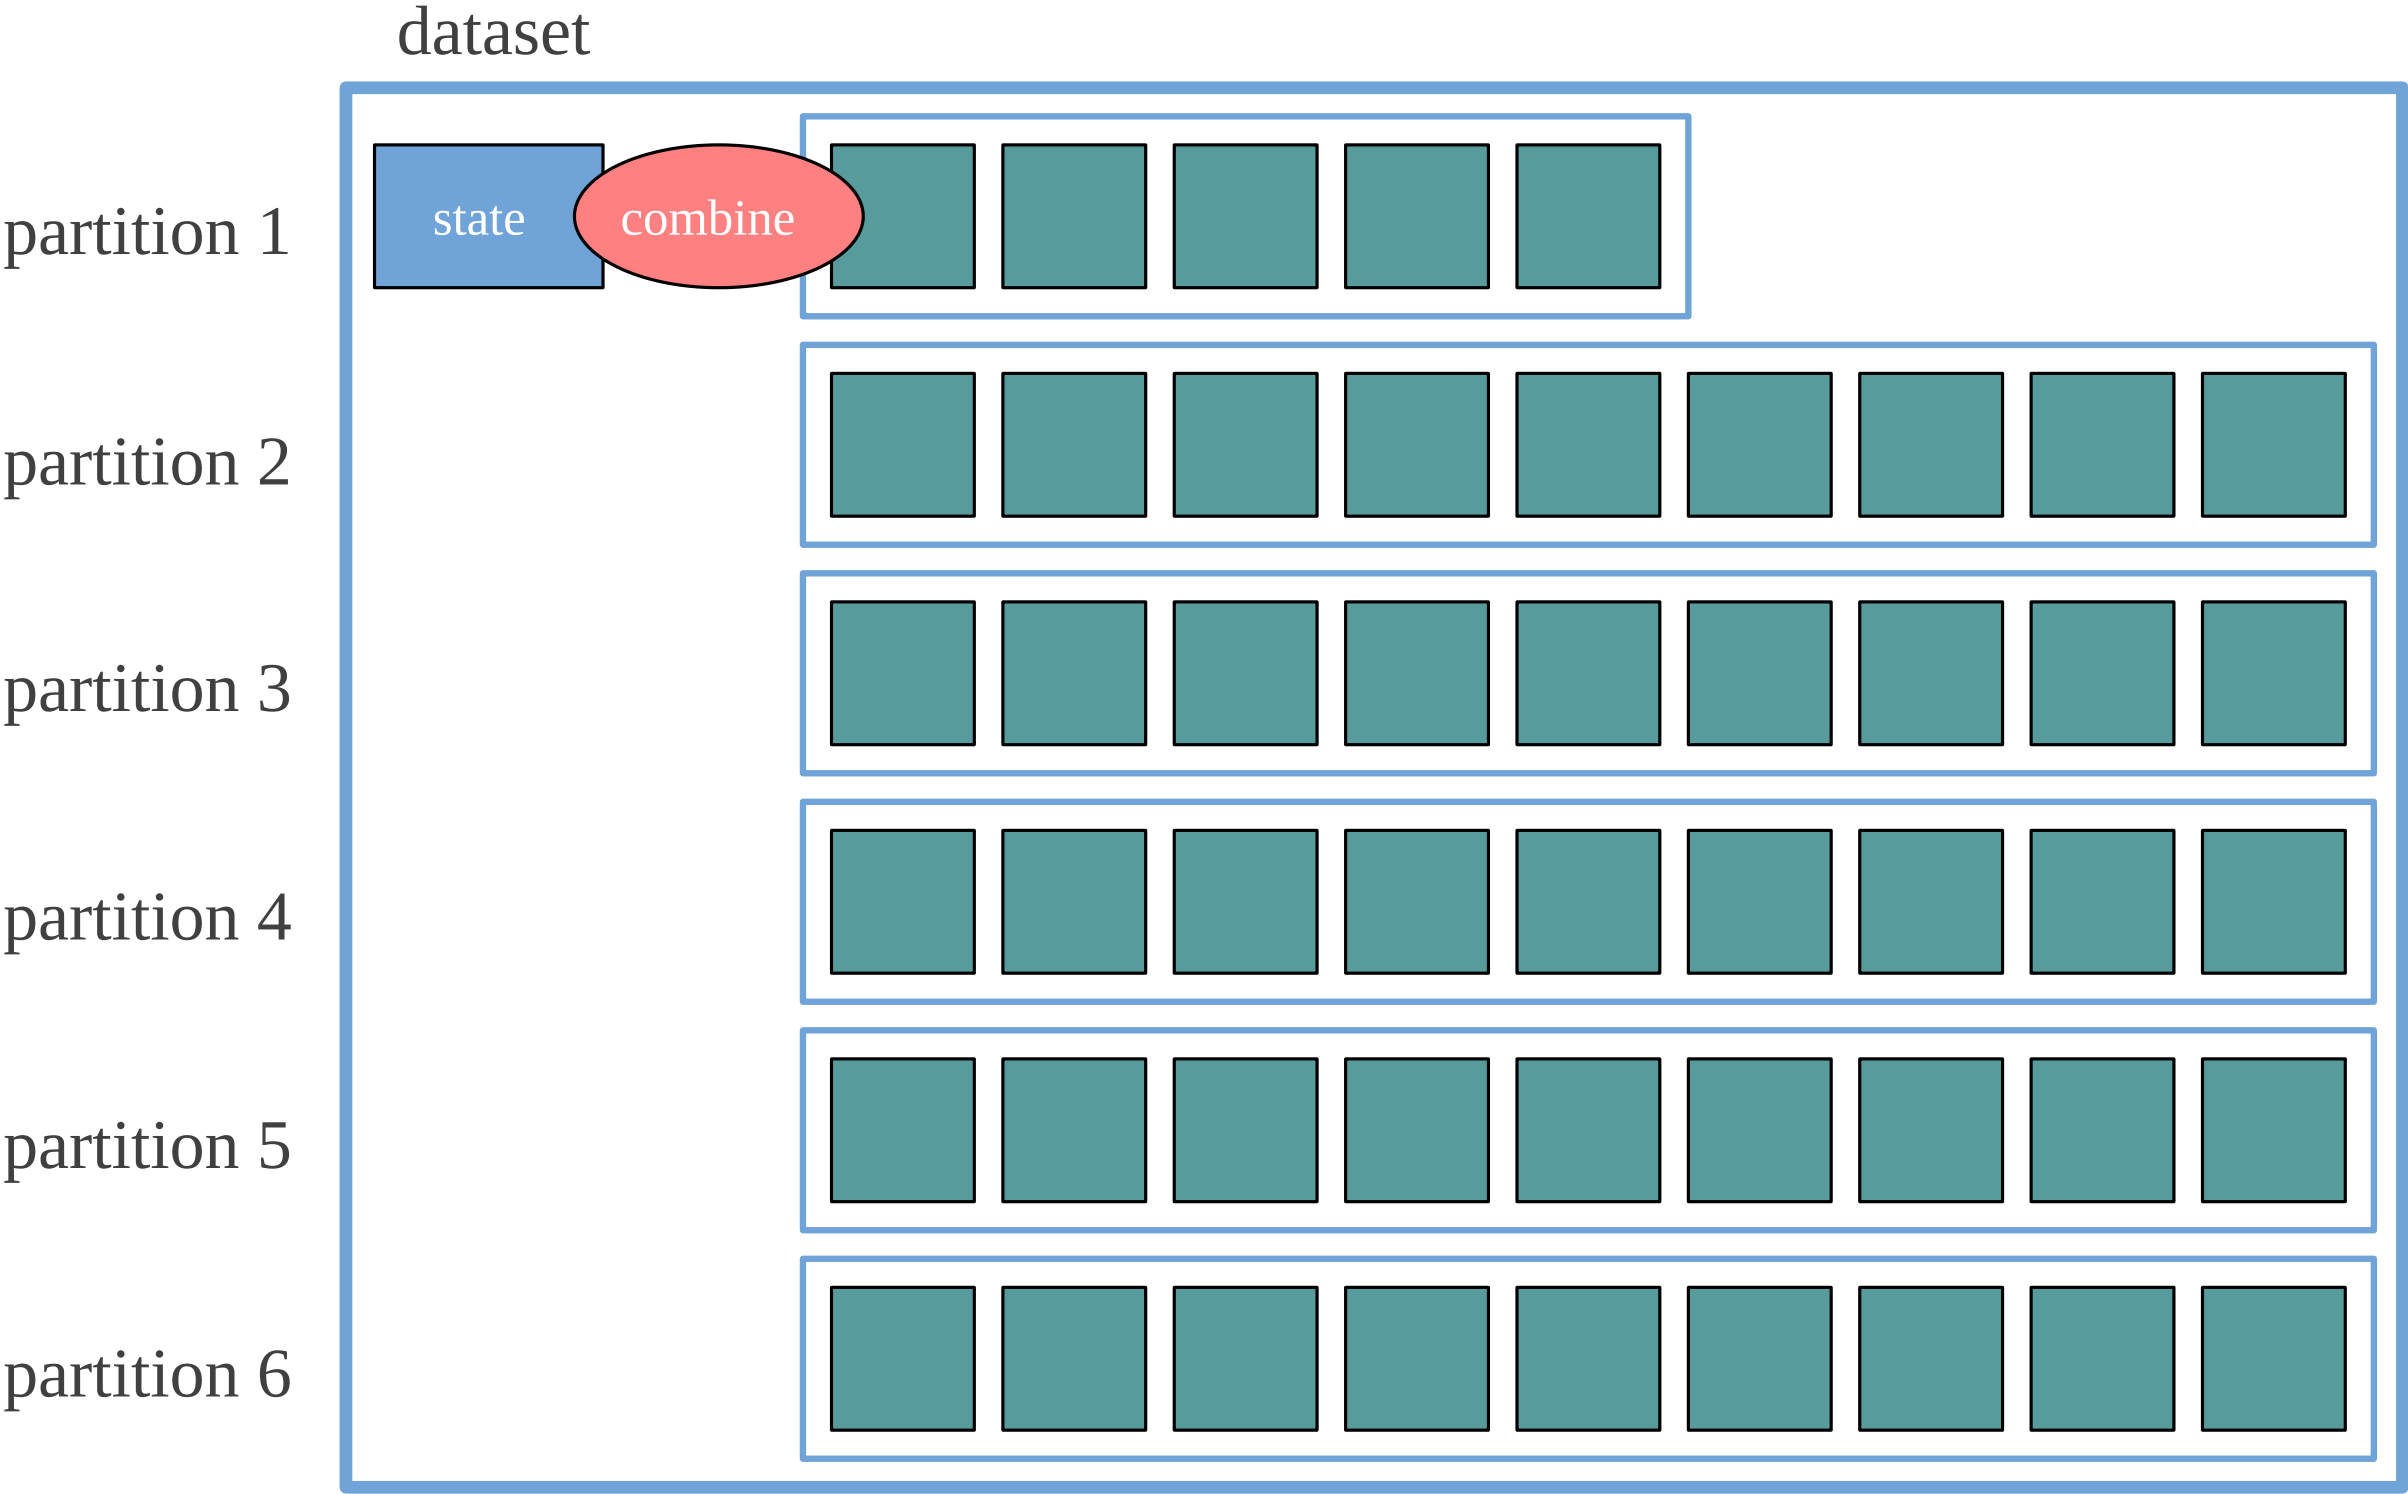 dataset
partition 1
state
combine
partition 2
partition 3
partition 4
partition 5
partition 6